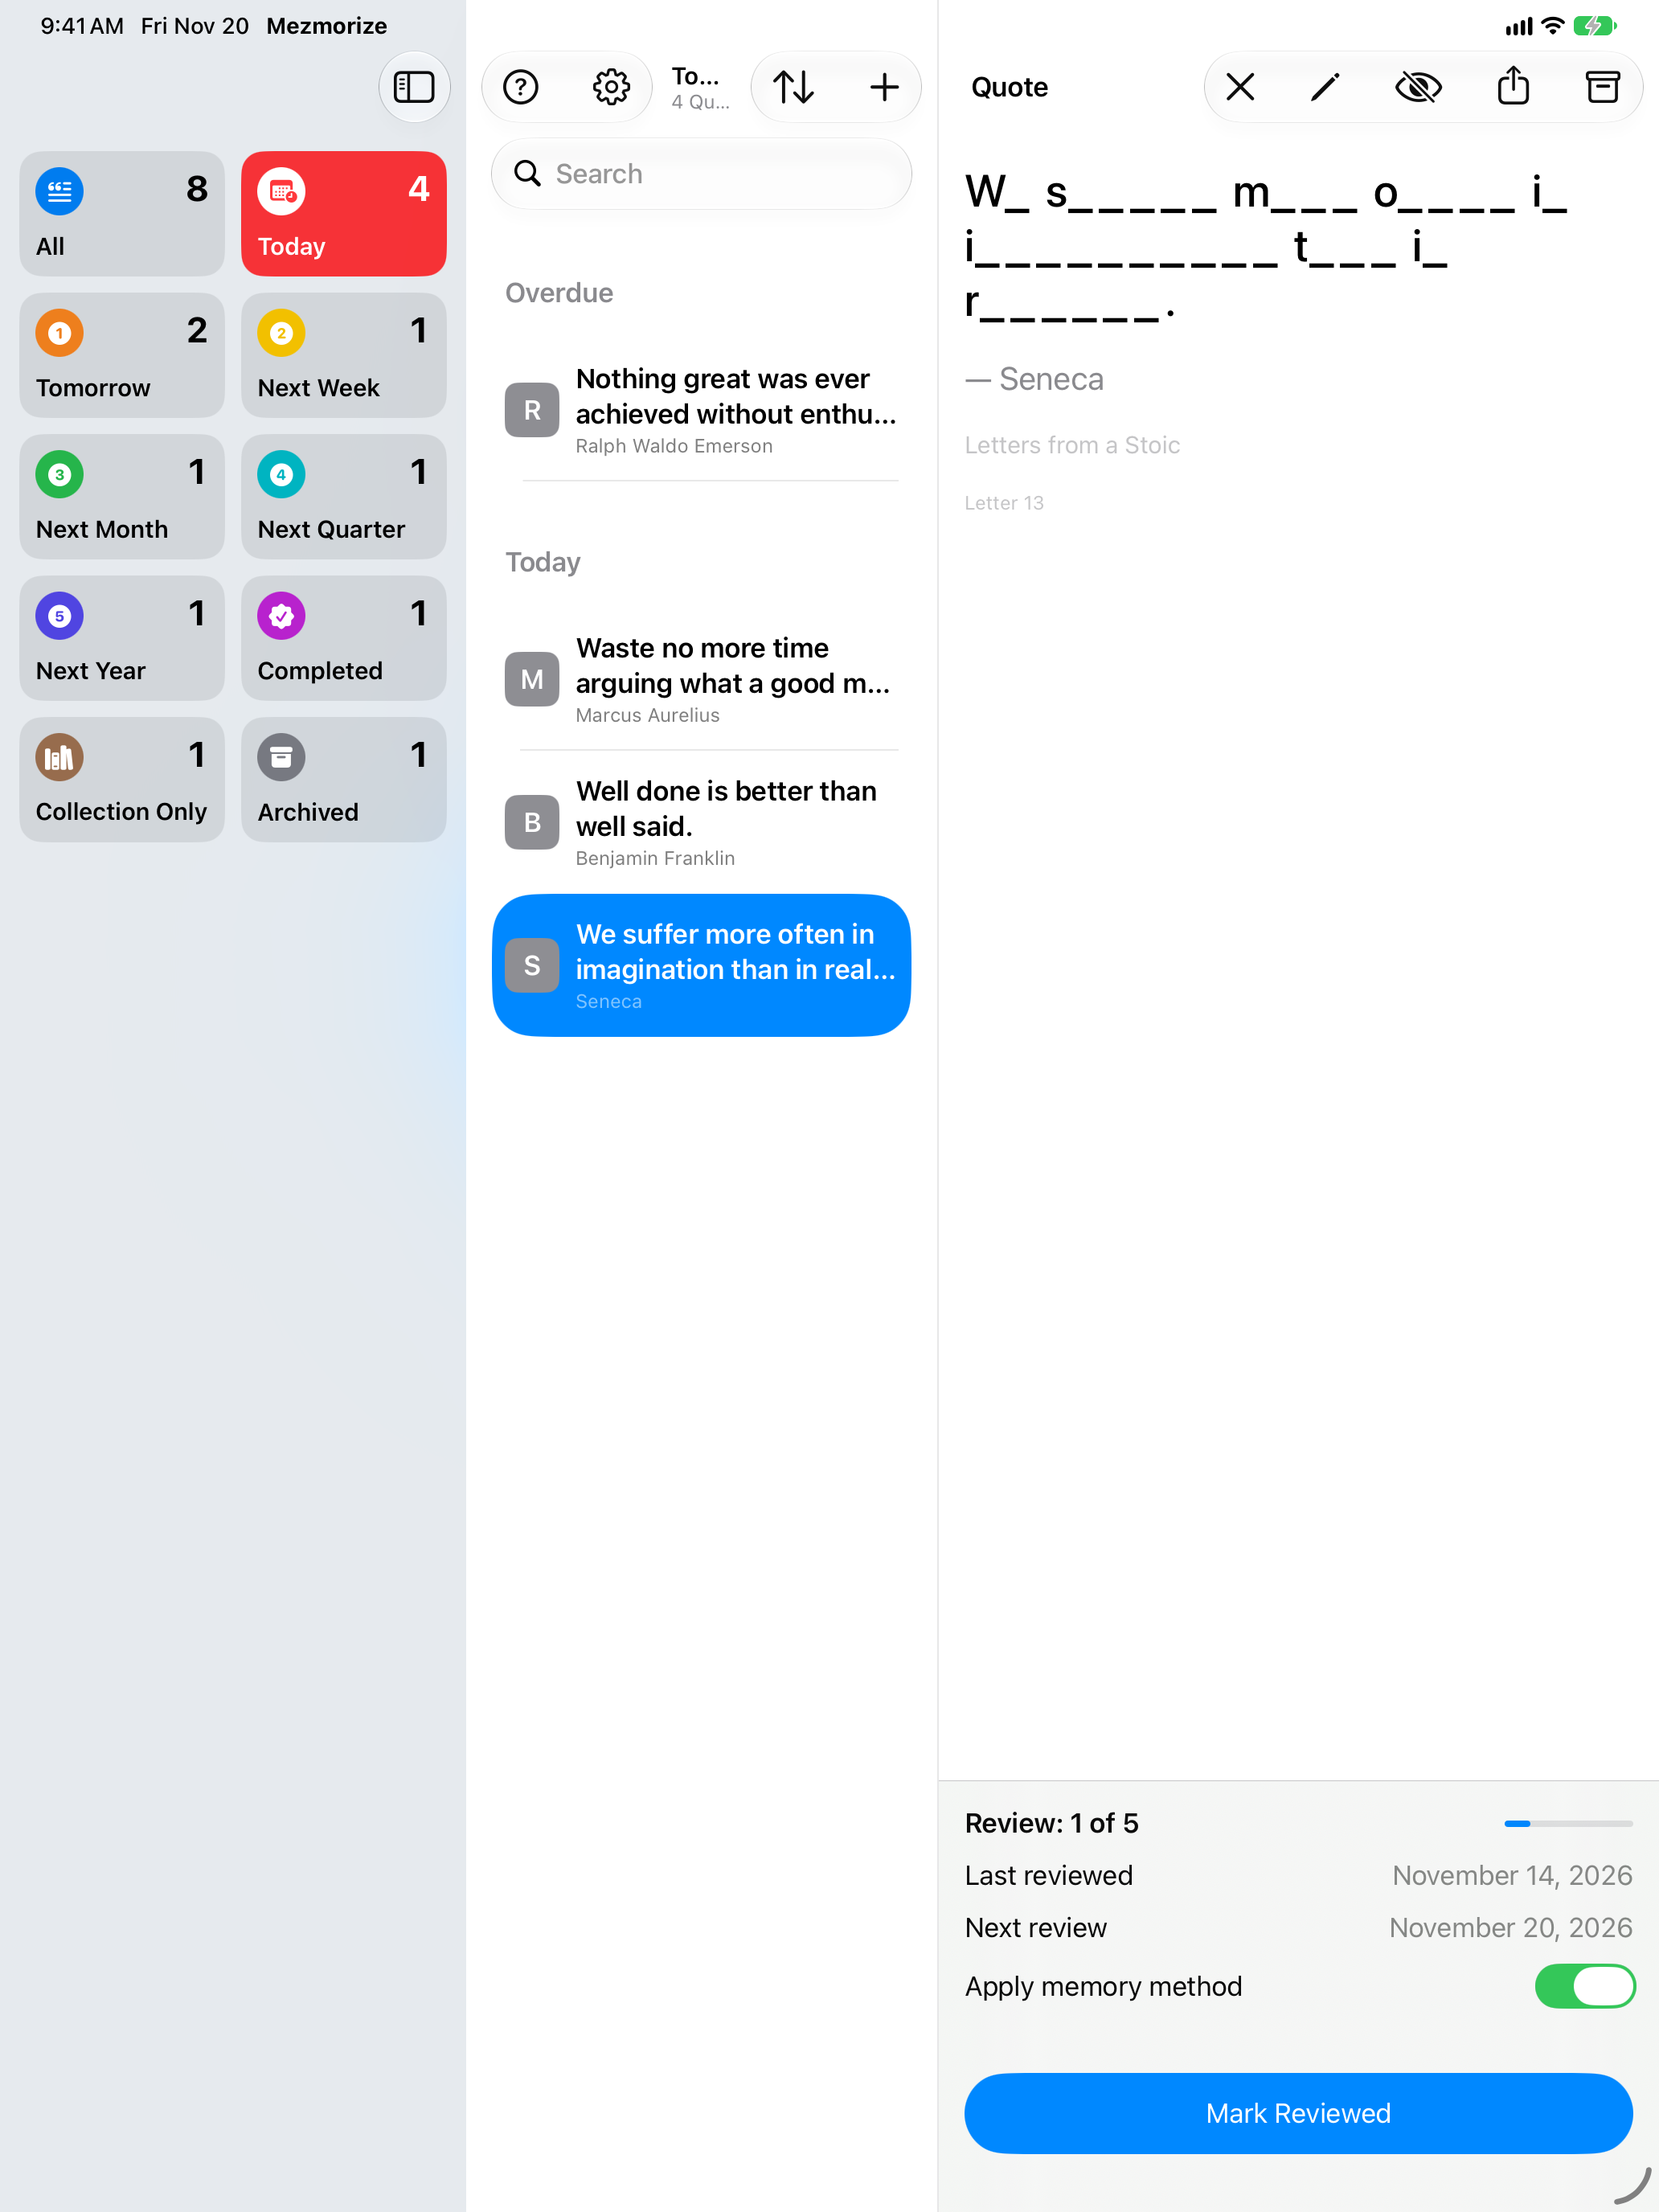 9:41 AM Fri Nov 20 Mezmorize
8
All
4
Today
1
2
Tomorrow
2
1
Next Week
3
1
Next Month
4
1
Next Quarter
5
1
Next Year
1
Completed
1
Collection Only
1
Archived
?
To...
4 Qu...
Search
Overdue
R
Nothing great was ever
achieved without enthu...
Ralph Waldo Emerson
Today
M
Waste no more time
arguing what a good m...
Marcus Aurelius
B
Well done is better than
well said.
Benjamin Franklin
S
We suffer more often in
imagination than in real...
Seneca
Quote
W_ s_____ m___ o____ i_
i__________ t___ i_
r______.
— Seneca
Letters from a Stoic
Letter 13
Review: 1 of 5
Last reviewed November 14, 2026
Next review November 20, 2026
Apply memory method
Mark Reviewed